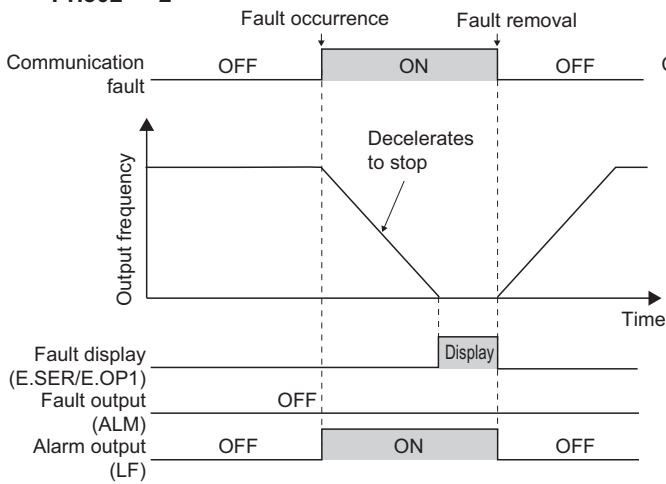 Fault occurrence
Fault removal
Communication
fault
OFF
ON
OFF
Output frequency
Decelerates
to stop
Time
Fault display
(E.SER/E.OP1)
Display
Fault output
(ALM)
OFF
Alarm output
(LF)
OFF
ON
OFF